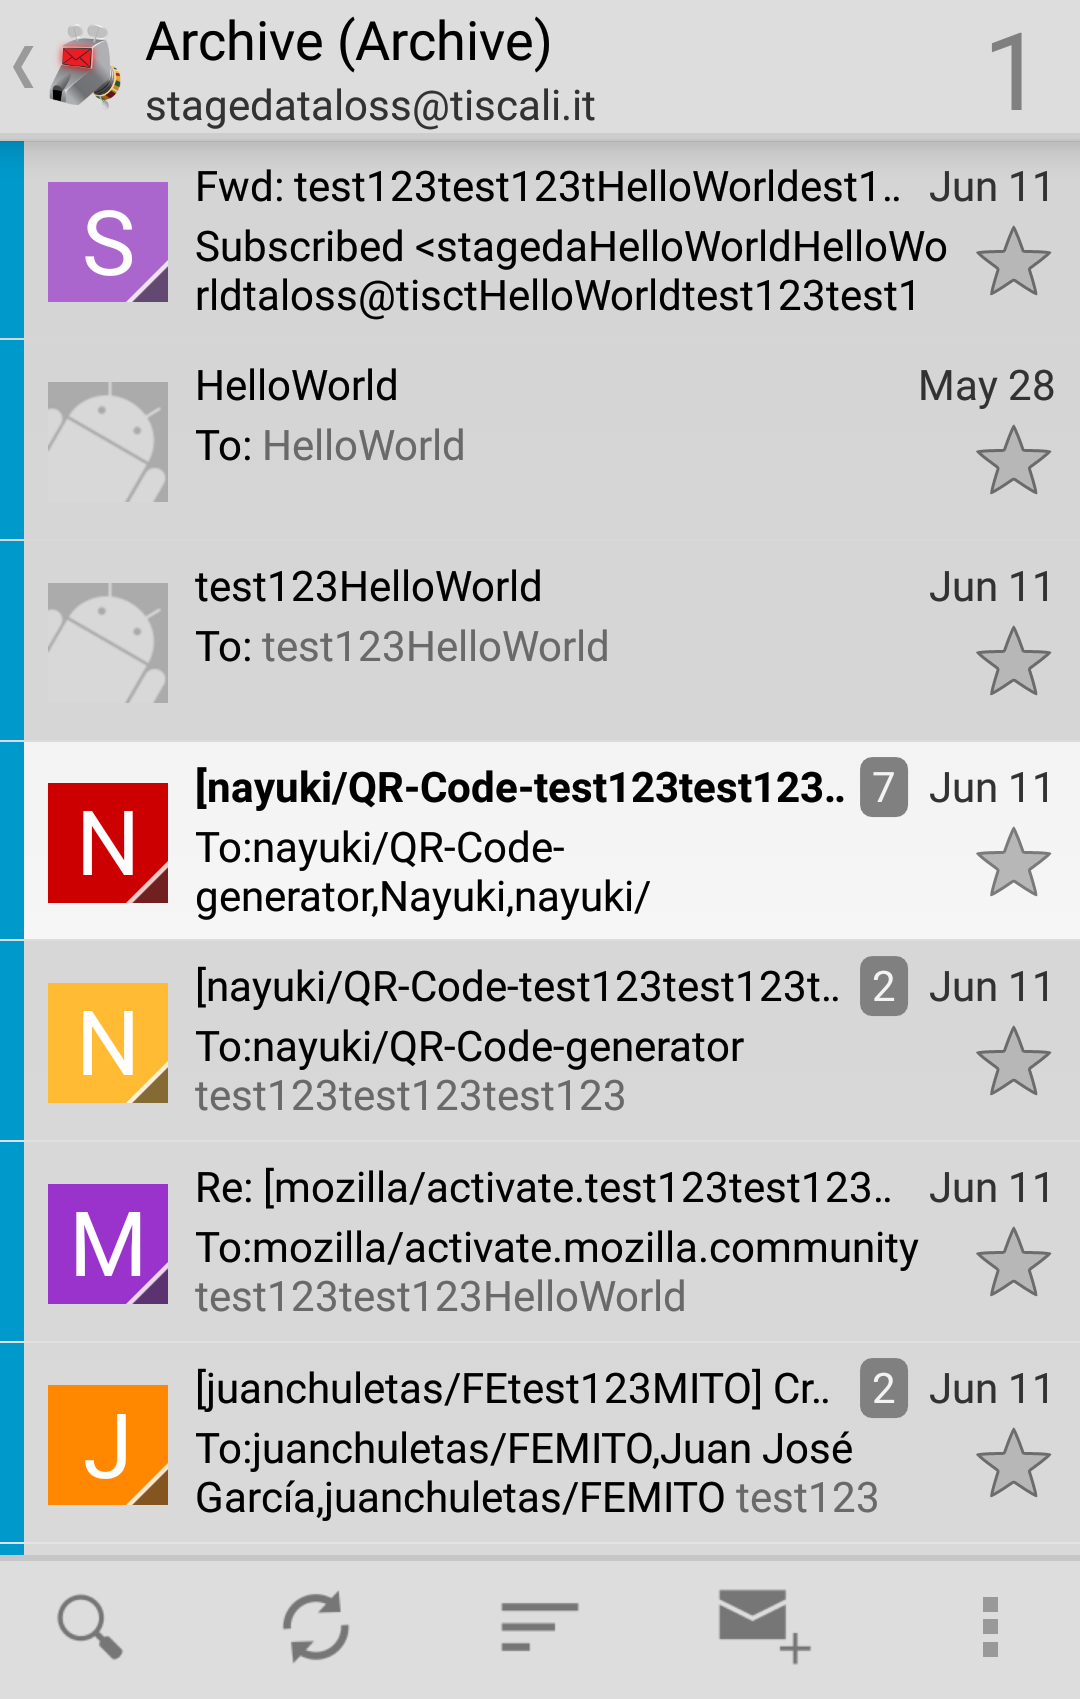 Archive (Archive)
1
stagedataloss@tiscali.it
Fwd: test123test123tHelloWorldest1.. Jun 11
S
Subscribed <stagedaHelloWorldHelloWo
rldtaloss@tisctHelloWorldtest123test1
HelloWorld May 28
To: HelloWorld
test123HelloWorld Jun 11
To: test123HelloWorld
[nayuki/QR-Code-test123test123.. 7 Jun 11
N
To:nayuki/QR-Code-
generator,Nayuki,nayuki/
[nayuki/QR-Code-test123test123t.. 2 Jun 11
N
To:nayuki/QR-Code-generator
test123test123test123
Re: [mozilla/activate.test123test123.. Jun 11
M
To:mozilla/activate.mozilla.community
test123test123HelloWorld
[juanchuletas/FEtest123MITO] Cr.. 2 Jun 11
J
To:juanchuletas/FEMITO,Juan José
García,juanchuletas/FEMITO test123